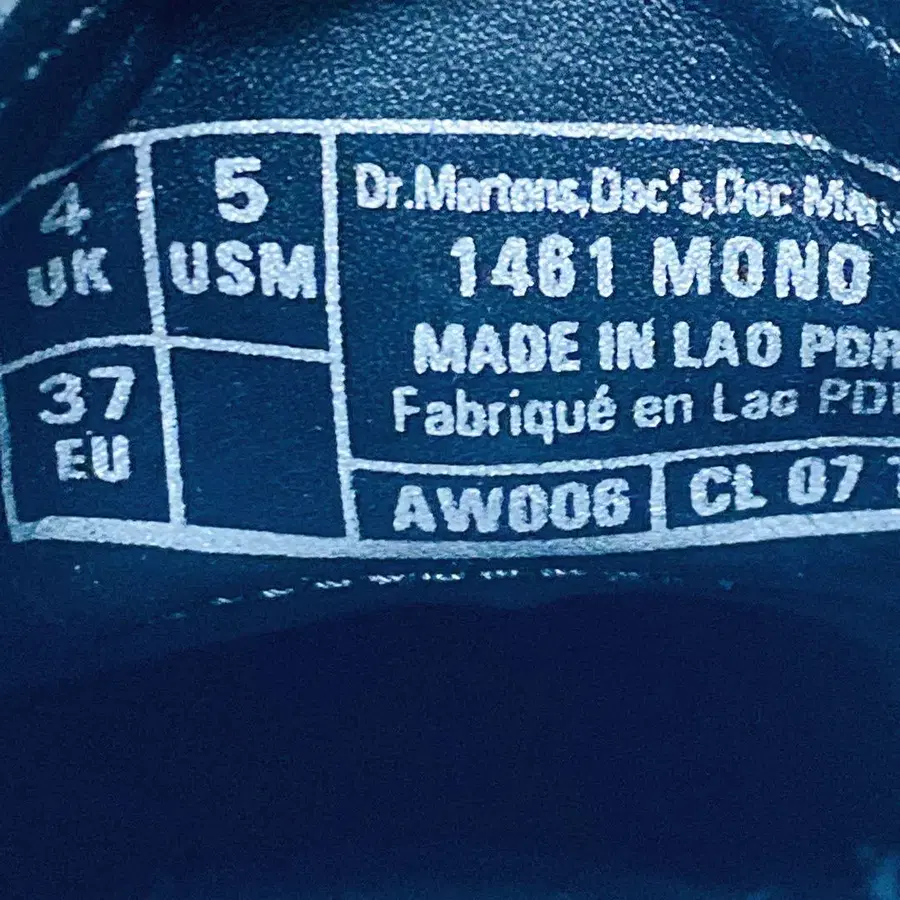 4
UK
5
USM
37
EU
Dr.Martens,Doc's,Doc
1461 MONO
MADE IN LAO PDR
Fabriqué en Lao
AW006
CL 07